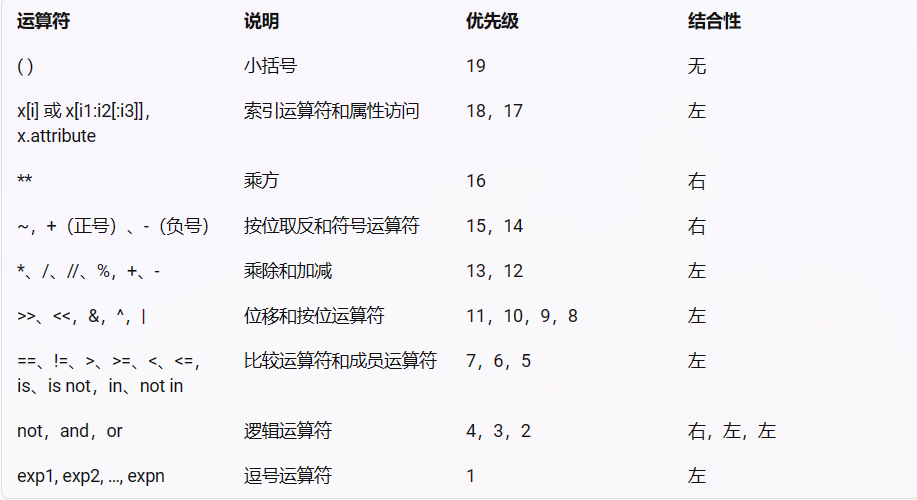 运算符 说明 优先级 结合性
( ) 小括号 19 无
x[i] 或 x[i1:i2[:i3]]， 索引运算符和属性访问 18，17 左
x.attribute
** 乘方 16 右
~，+（正号）、-（负号） 按位取反和符号运算符 15，14 右
*、/、//、%，+、- 乘除和加减 13，12 左
>>、<<，&，^，| 位移和按位运算符 11，10，9，8 左
==、!=、>、>=、<、<=， 比较运算符和成员运算符 7，6，5 左
is、is not，in、not in
not，and，or 逻辑运算符 4，3，2 右，左，左
exp1, exp2, …, expn 逗号运算符 1 左